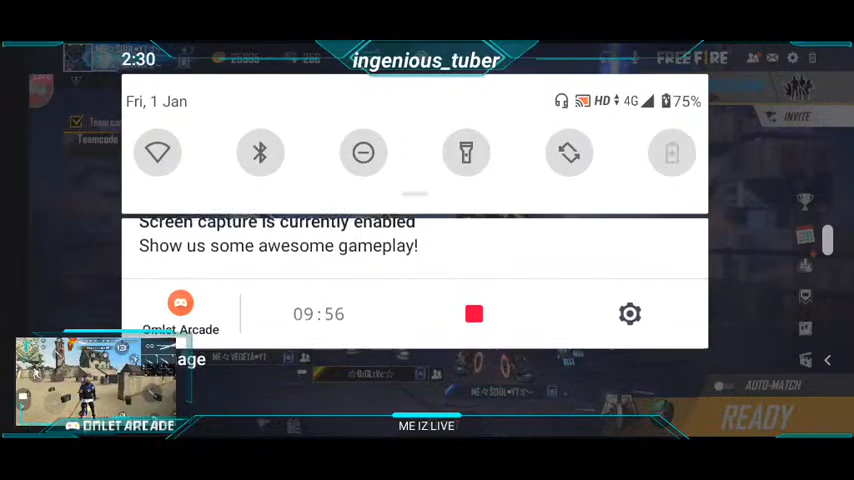 2:30
ingenious_tuber
FREE FIRE
Fri, 1 Jan
HD 4G 75%
INVITE
Teamcode
Screen capture is currently enabled
Show us some awesome gameplay!
09:56
Omlet Arcade
age
AUTO-MATCH
READY
OMLET ARCADE
ME IZ LIVE